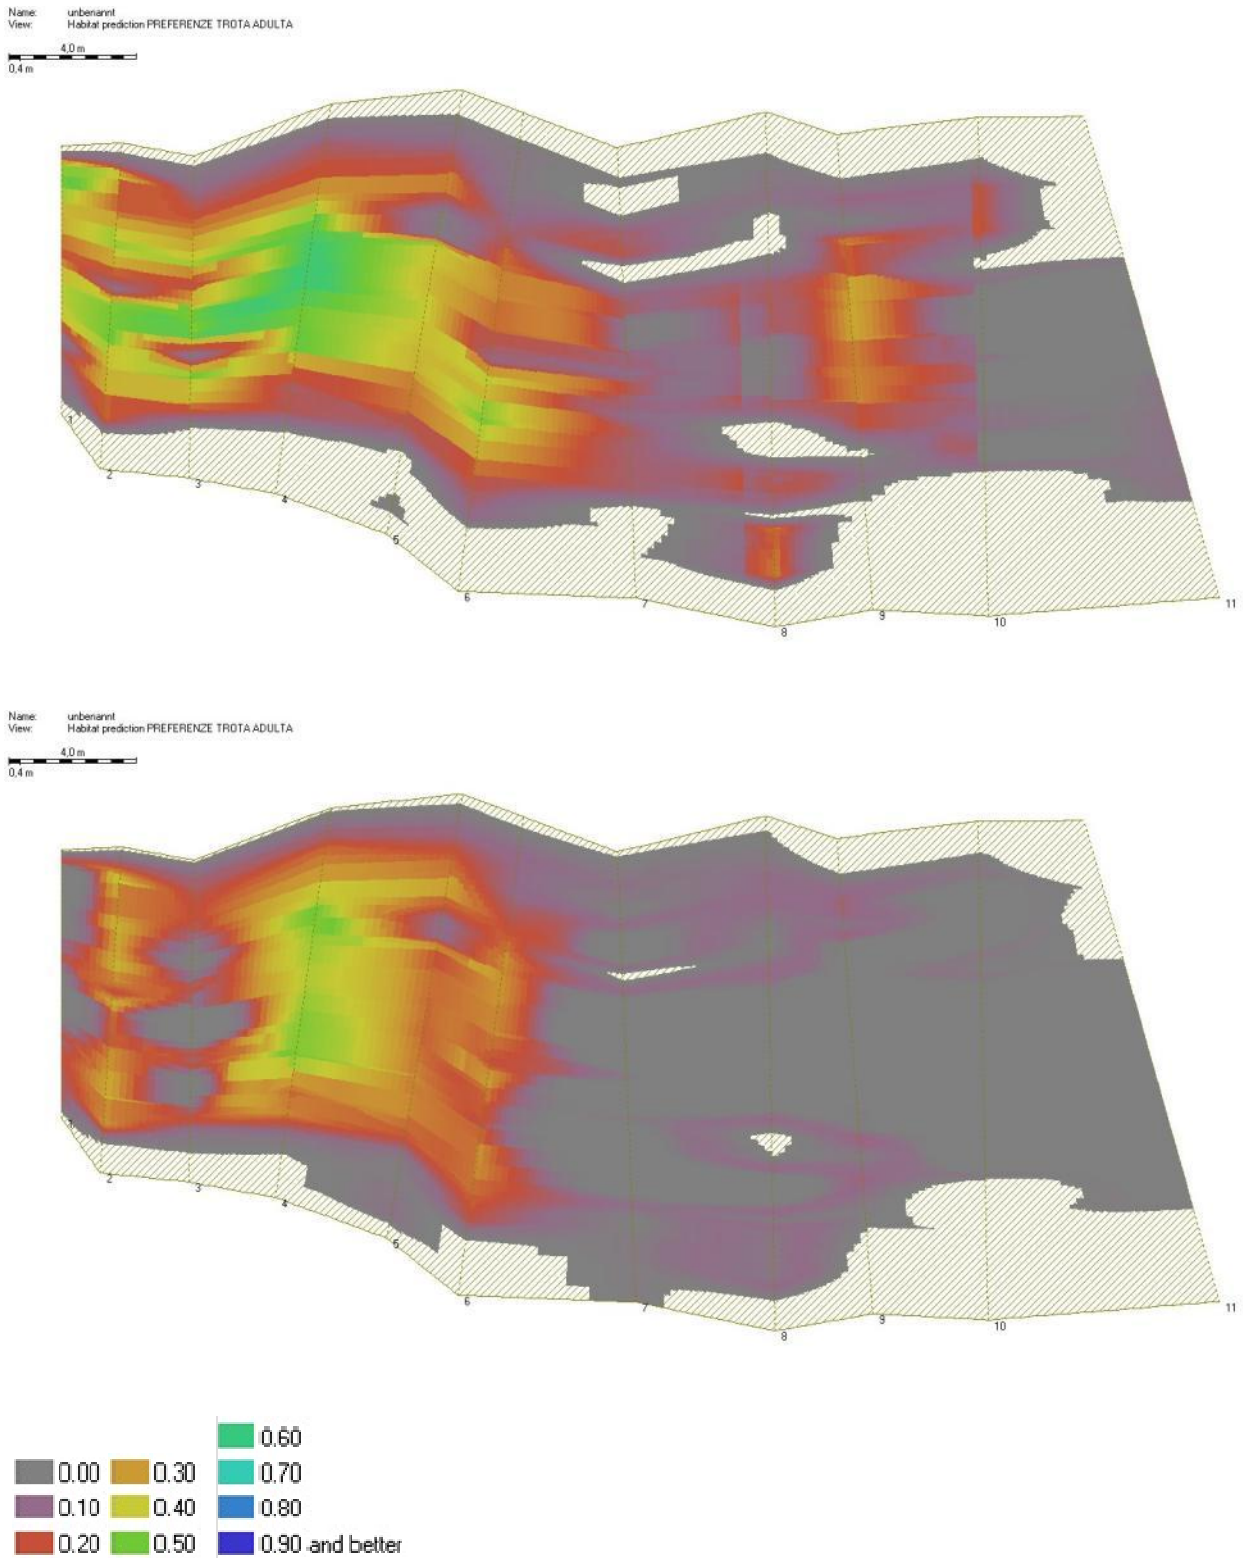 Name: unbenannt
View: Habitat prediction PREFERENZE TROTA ADULTA
4,0 m
0,4 m
1
2
3
4
5
6
7
8
9
10
11
Name: unbenannt
View: Habitat prediction PREFERENZE TROTA ADULTA
4,0 m
0,4 m
1
2
3
4
5
6
7
8
9
10
11
0.60
0.00 0.30 0.70
0.10 0.40 0.80
0.20 0.50 0.90 and better